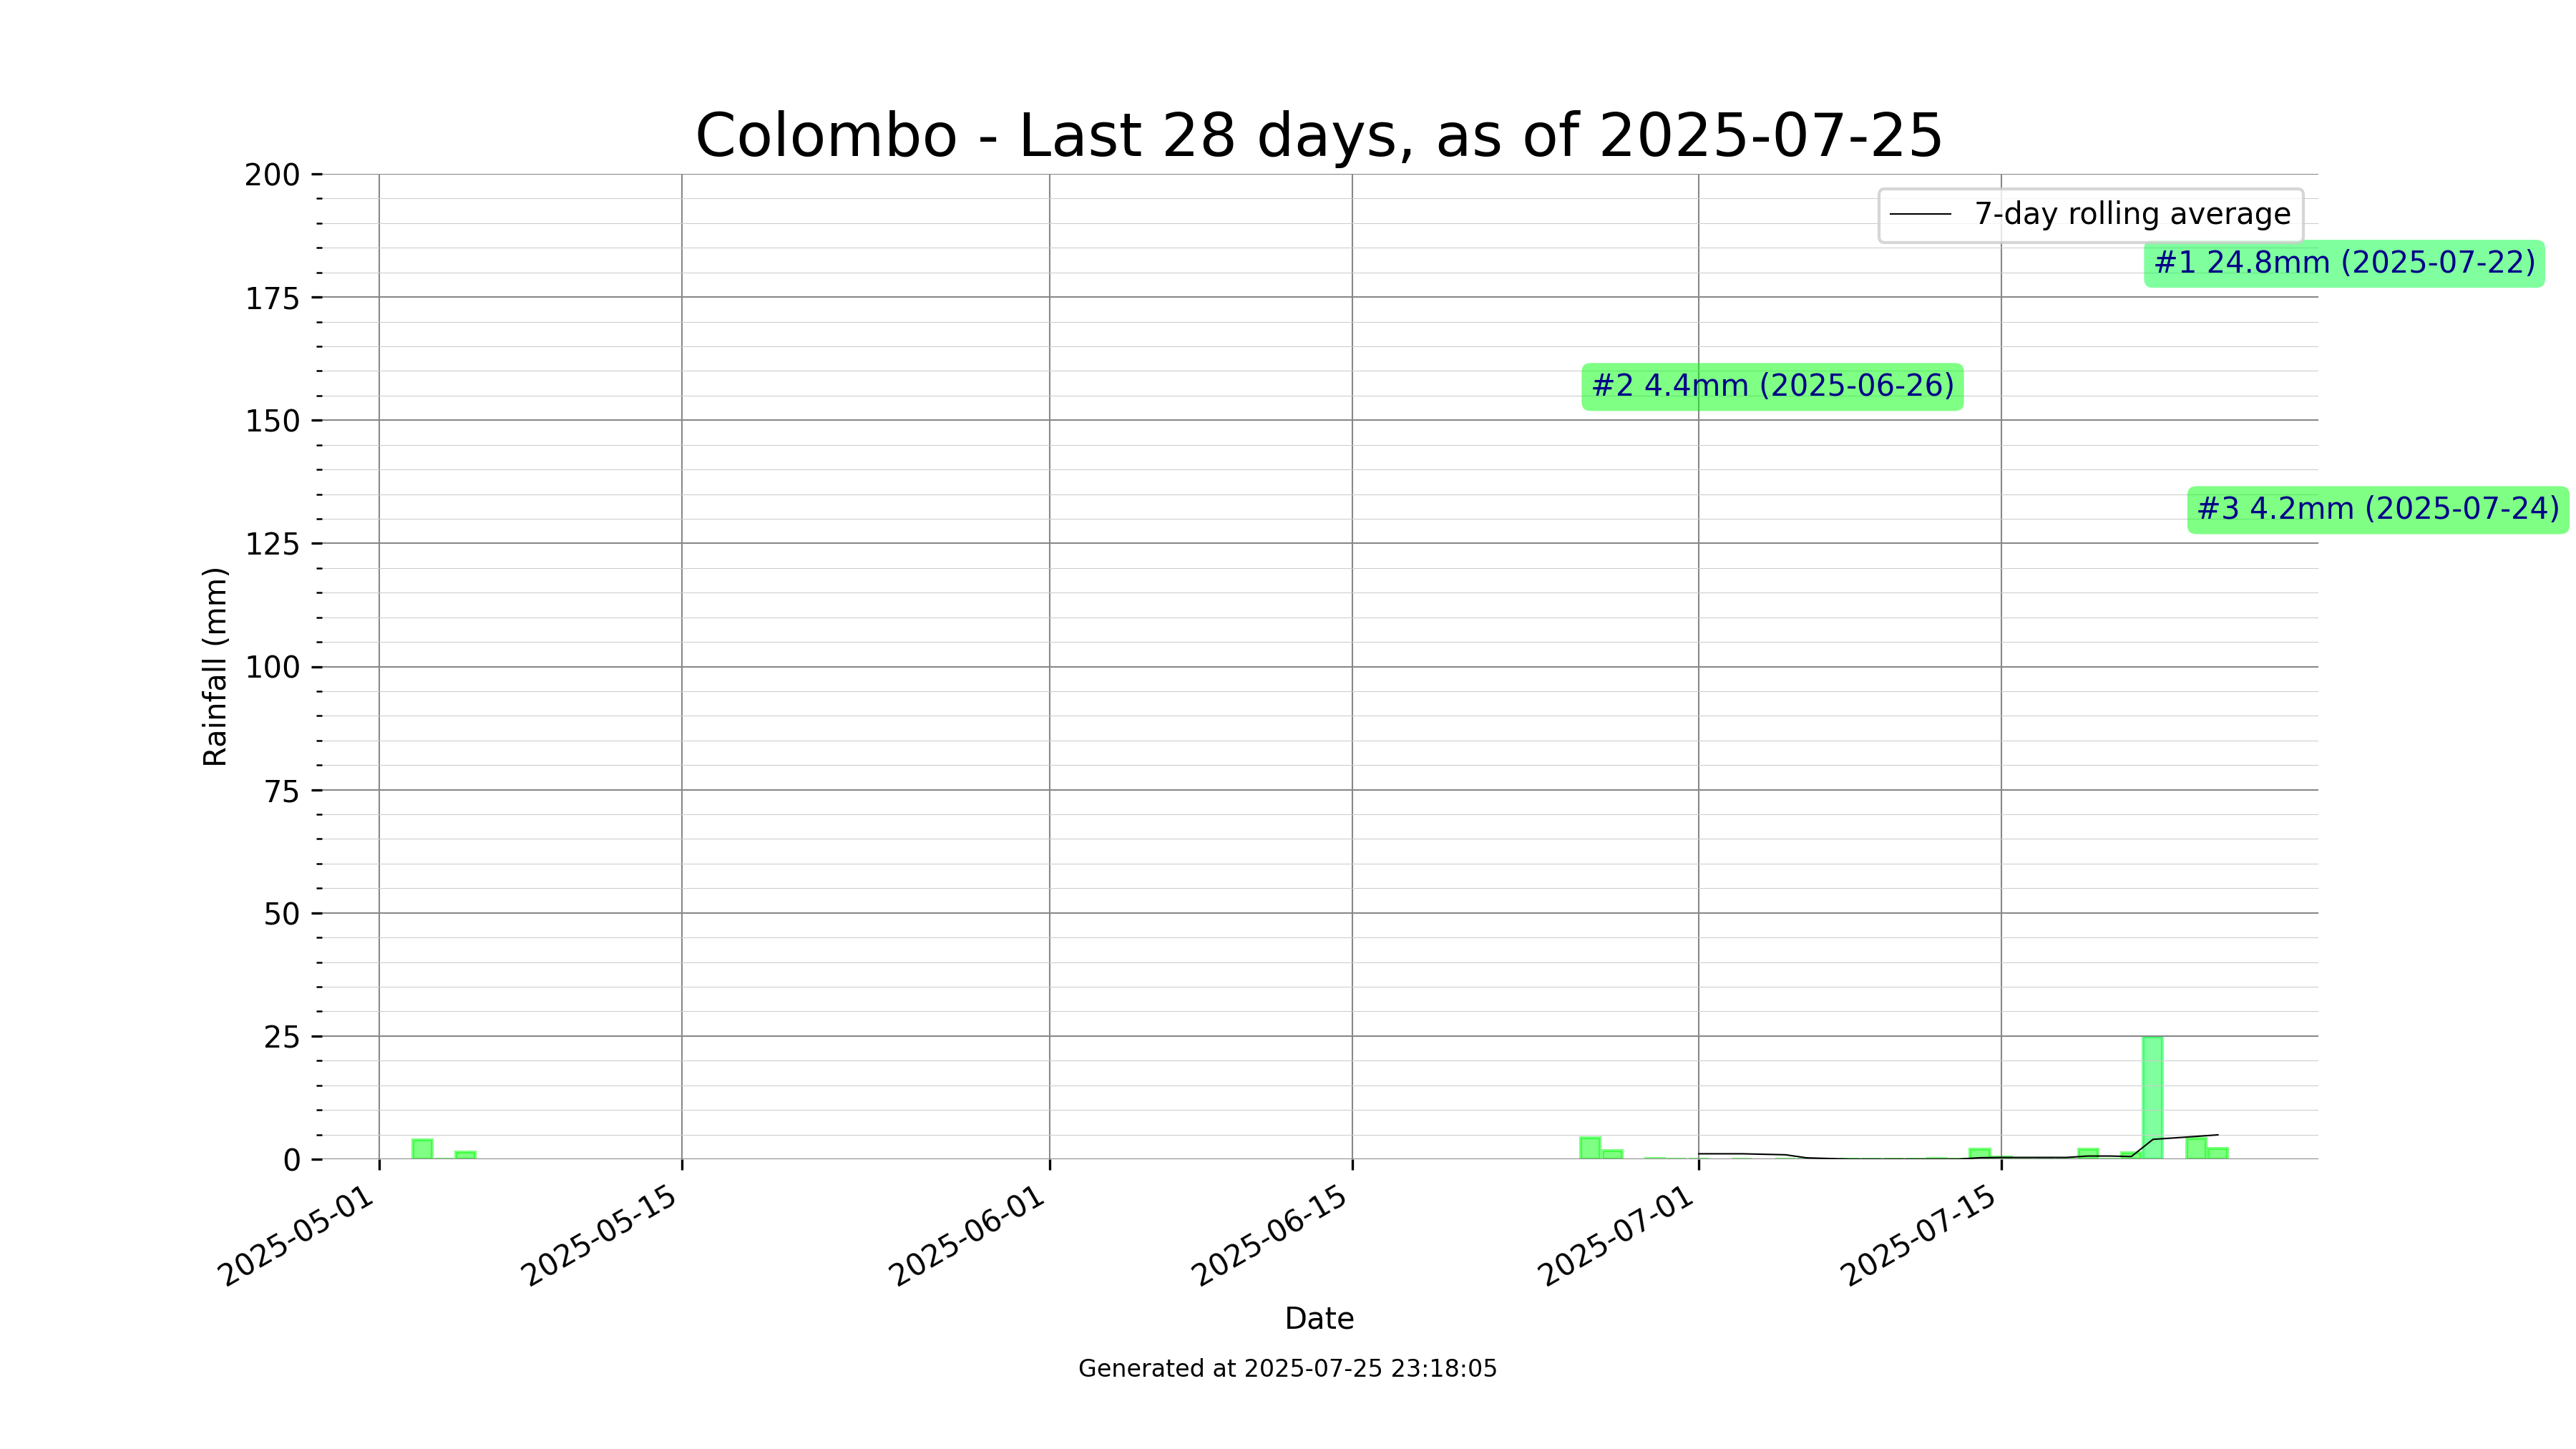 Colombo - Last 28 days, as of 2025-07-25
200
175
150
125
100
75
50
25
0
Rainfall (mm)
7-day rolling average
#1 24.8mm (2025-07-22)
#2 4.4mm (2025-06-26)
#3 4.2mm (2025-07-24)
2025-05-01
2025-05-15
2025-06-01
2025-06-15
2025-07-01
2025-07-15
Date
Generated at 2025-07-25 23:18:05